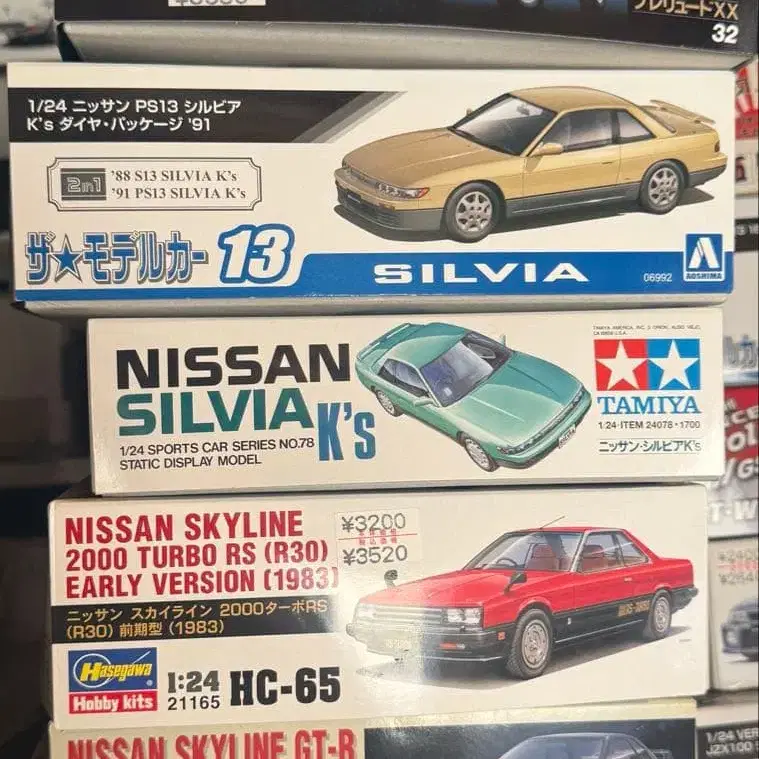 プレリュードXX
32
1/24 ニッサン PS13 シルビア
K's ダイヤ・パッケージ '91
2in1
'88 S13 SILVIA K's
'91 PS13 SILVIA K's
ザ★モデルカー 13
SILVIA
06992
AOSHIMA
NISSAN
SILVIA K's
1/24 SPORTS CAR SERIES NO.78
STATIC DISPLAY MODEL
TAMIYA
1/24・ITEM 24078・1700
ニッサン・シルビアK's
NISSAN SKYLINE
2000 TURBO RS (R30)
EARLY VERSION (1983)
¥3200
¥3520
ニッサン スカイライン 2000ターボRS
(R30) 前期型 (1983)
Hasegawa
Hobby kits
1:24
21165
HC-65
NISSAN SKYLINE GT-R
1/24 VER
JZX100